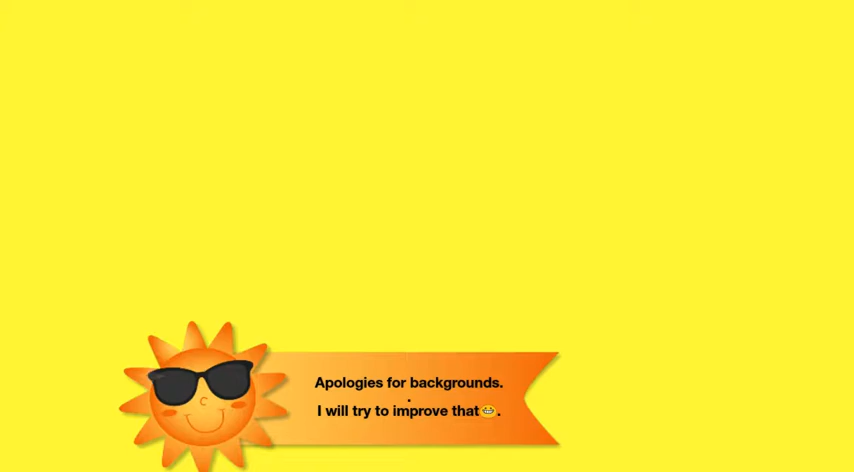 Apologies for backgrounds.
.
I will try to improve that😁.